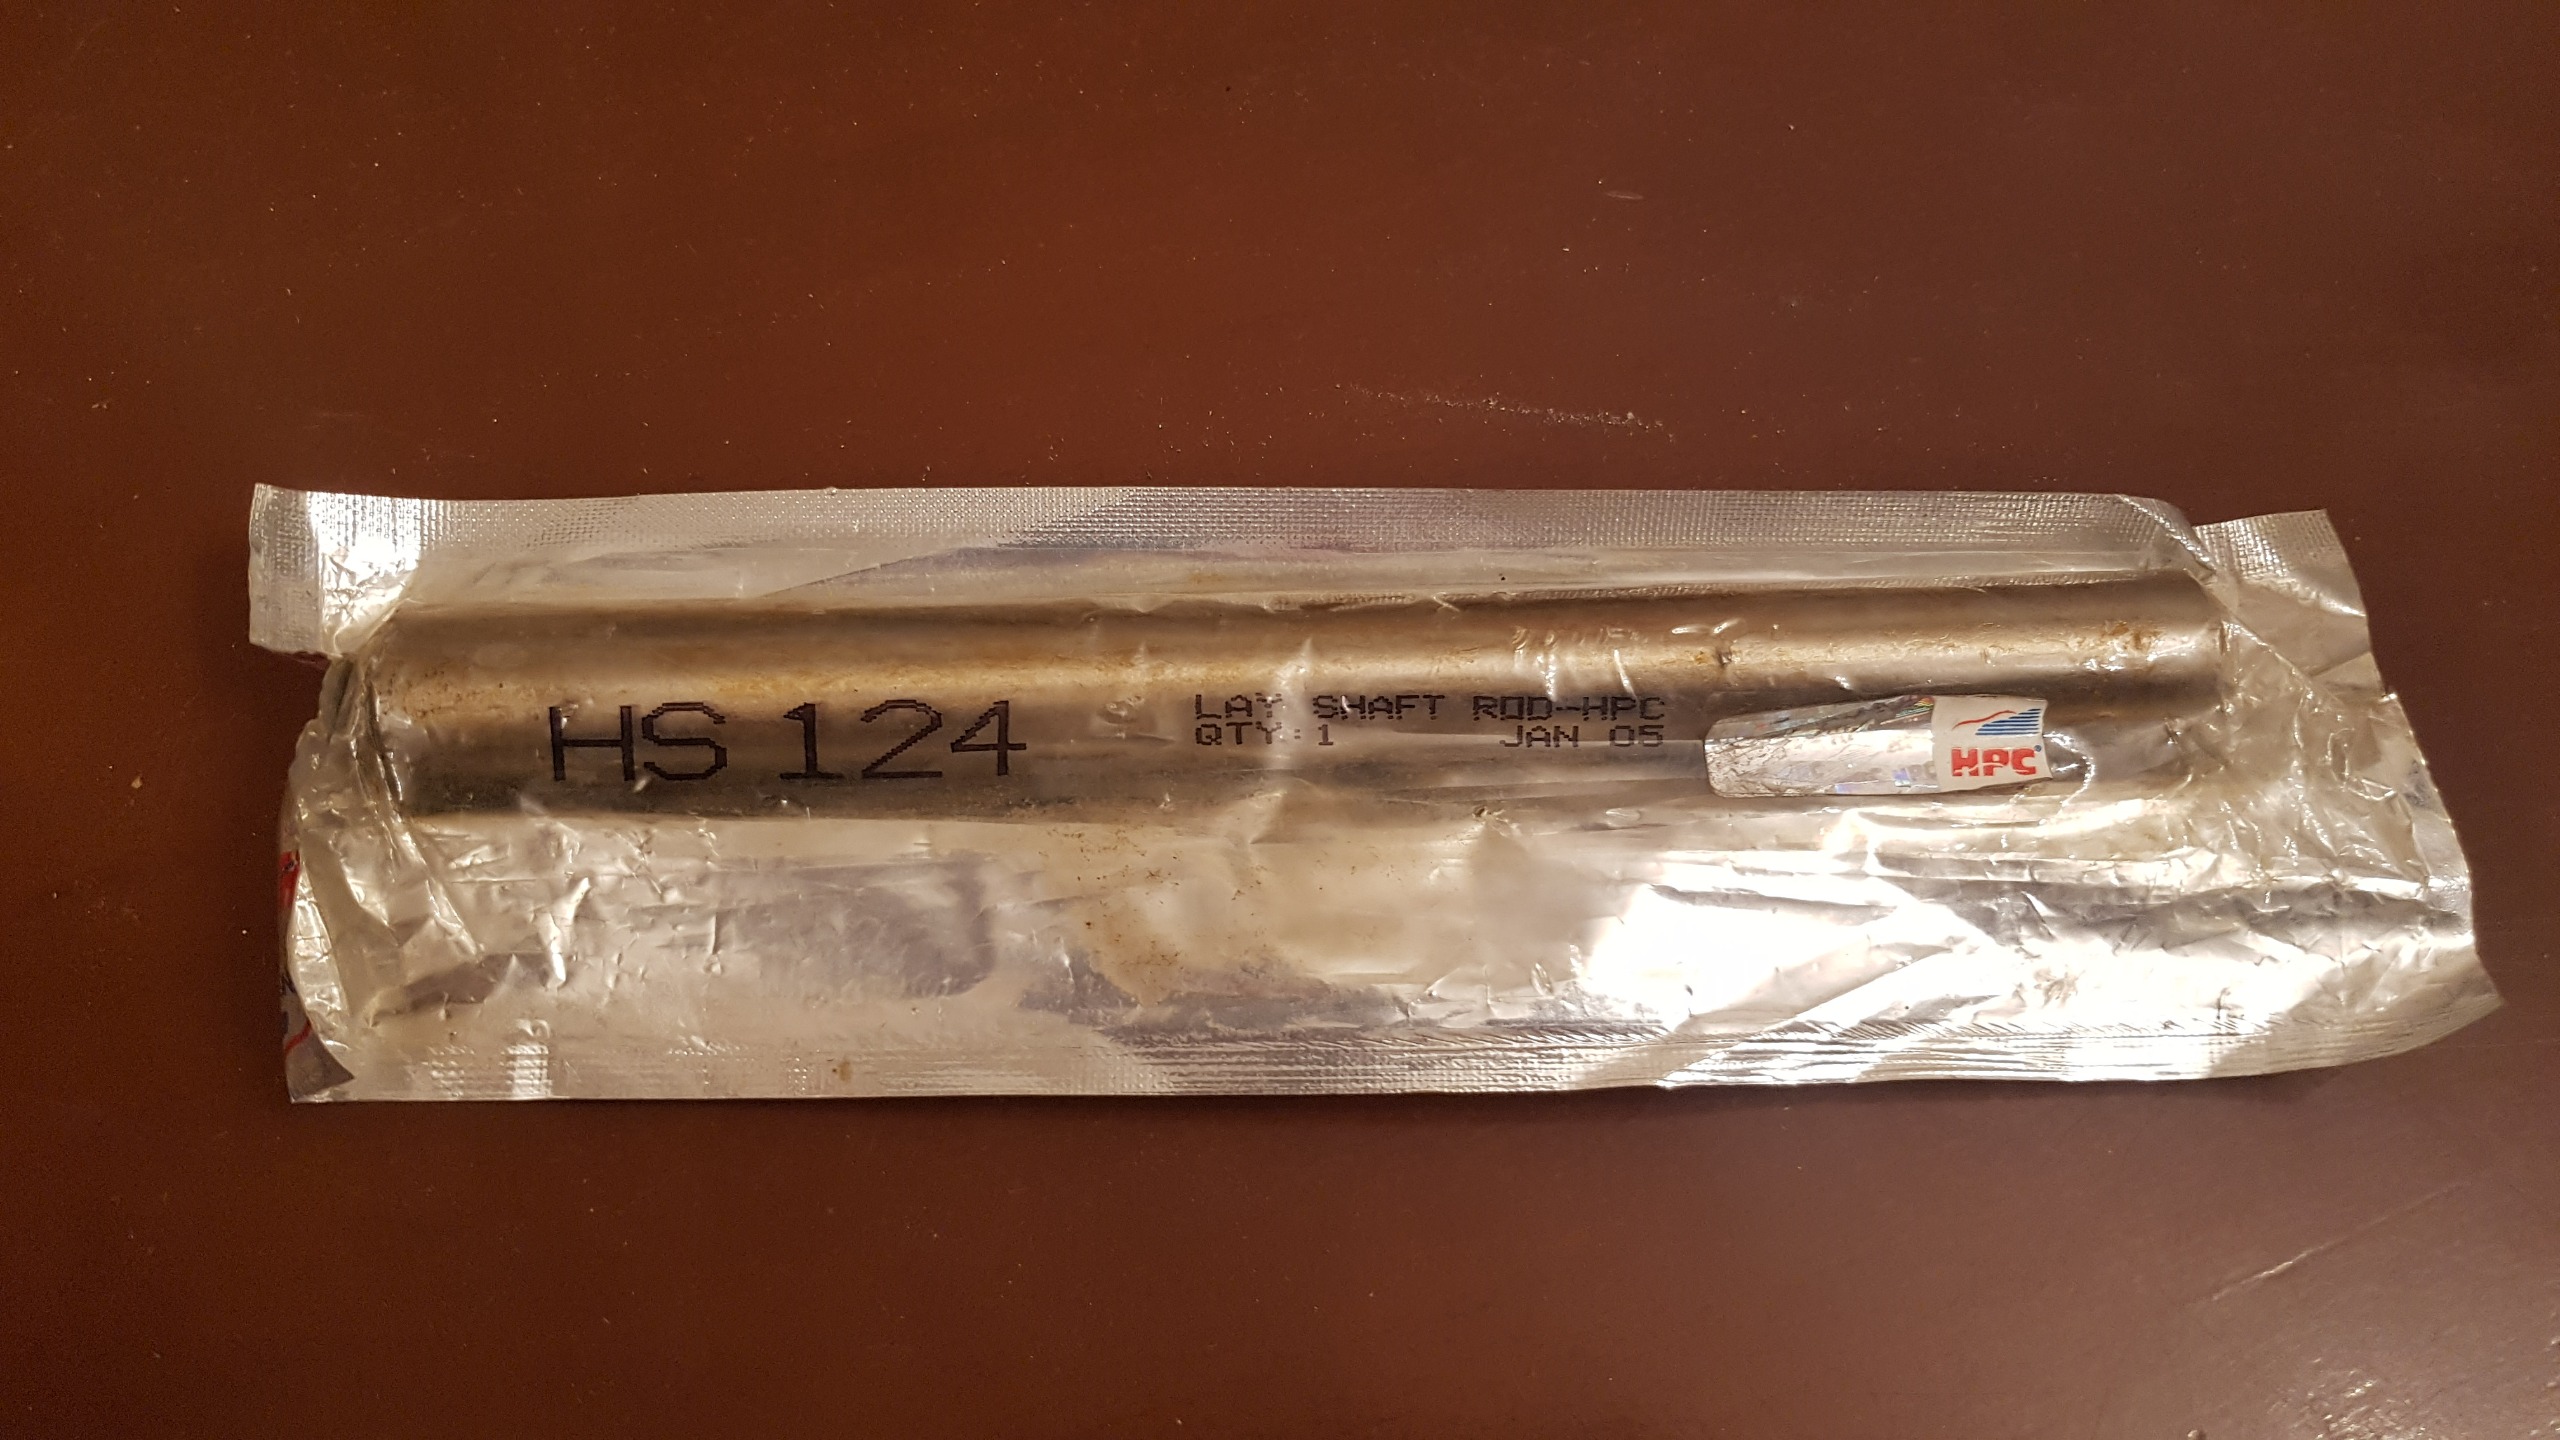 HS 124
LAY SHAFT ROD-HPC
QTY:1 JAN 05
HPC